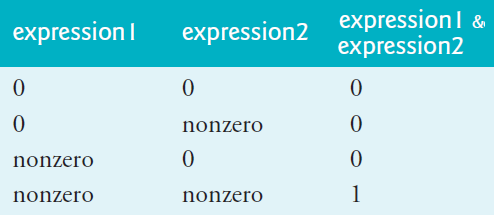 expression1 expression2 expression1 &
expression2
0 0 0
0 nonzero 0
nonzero 0 0
nonzero nonzero 1